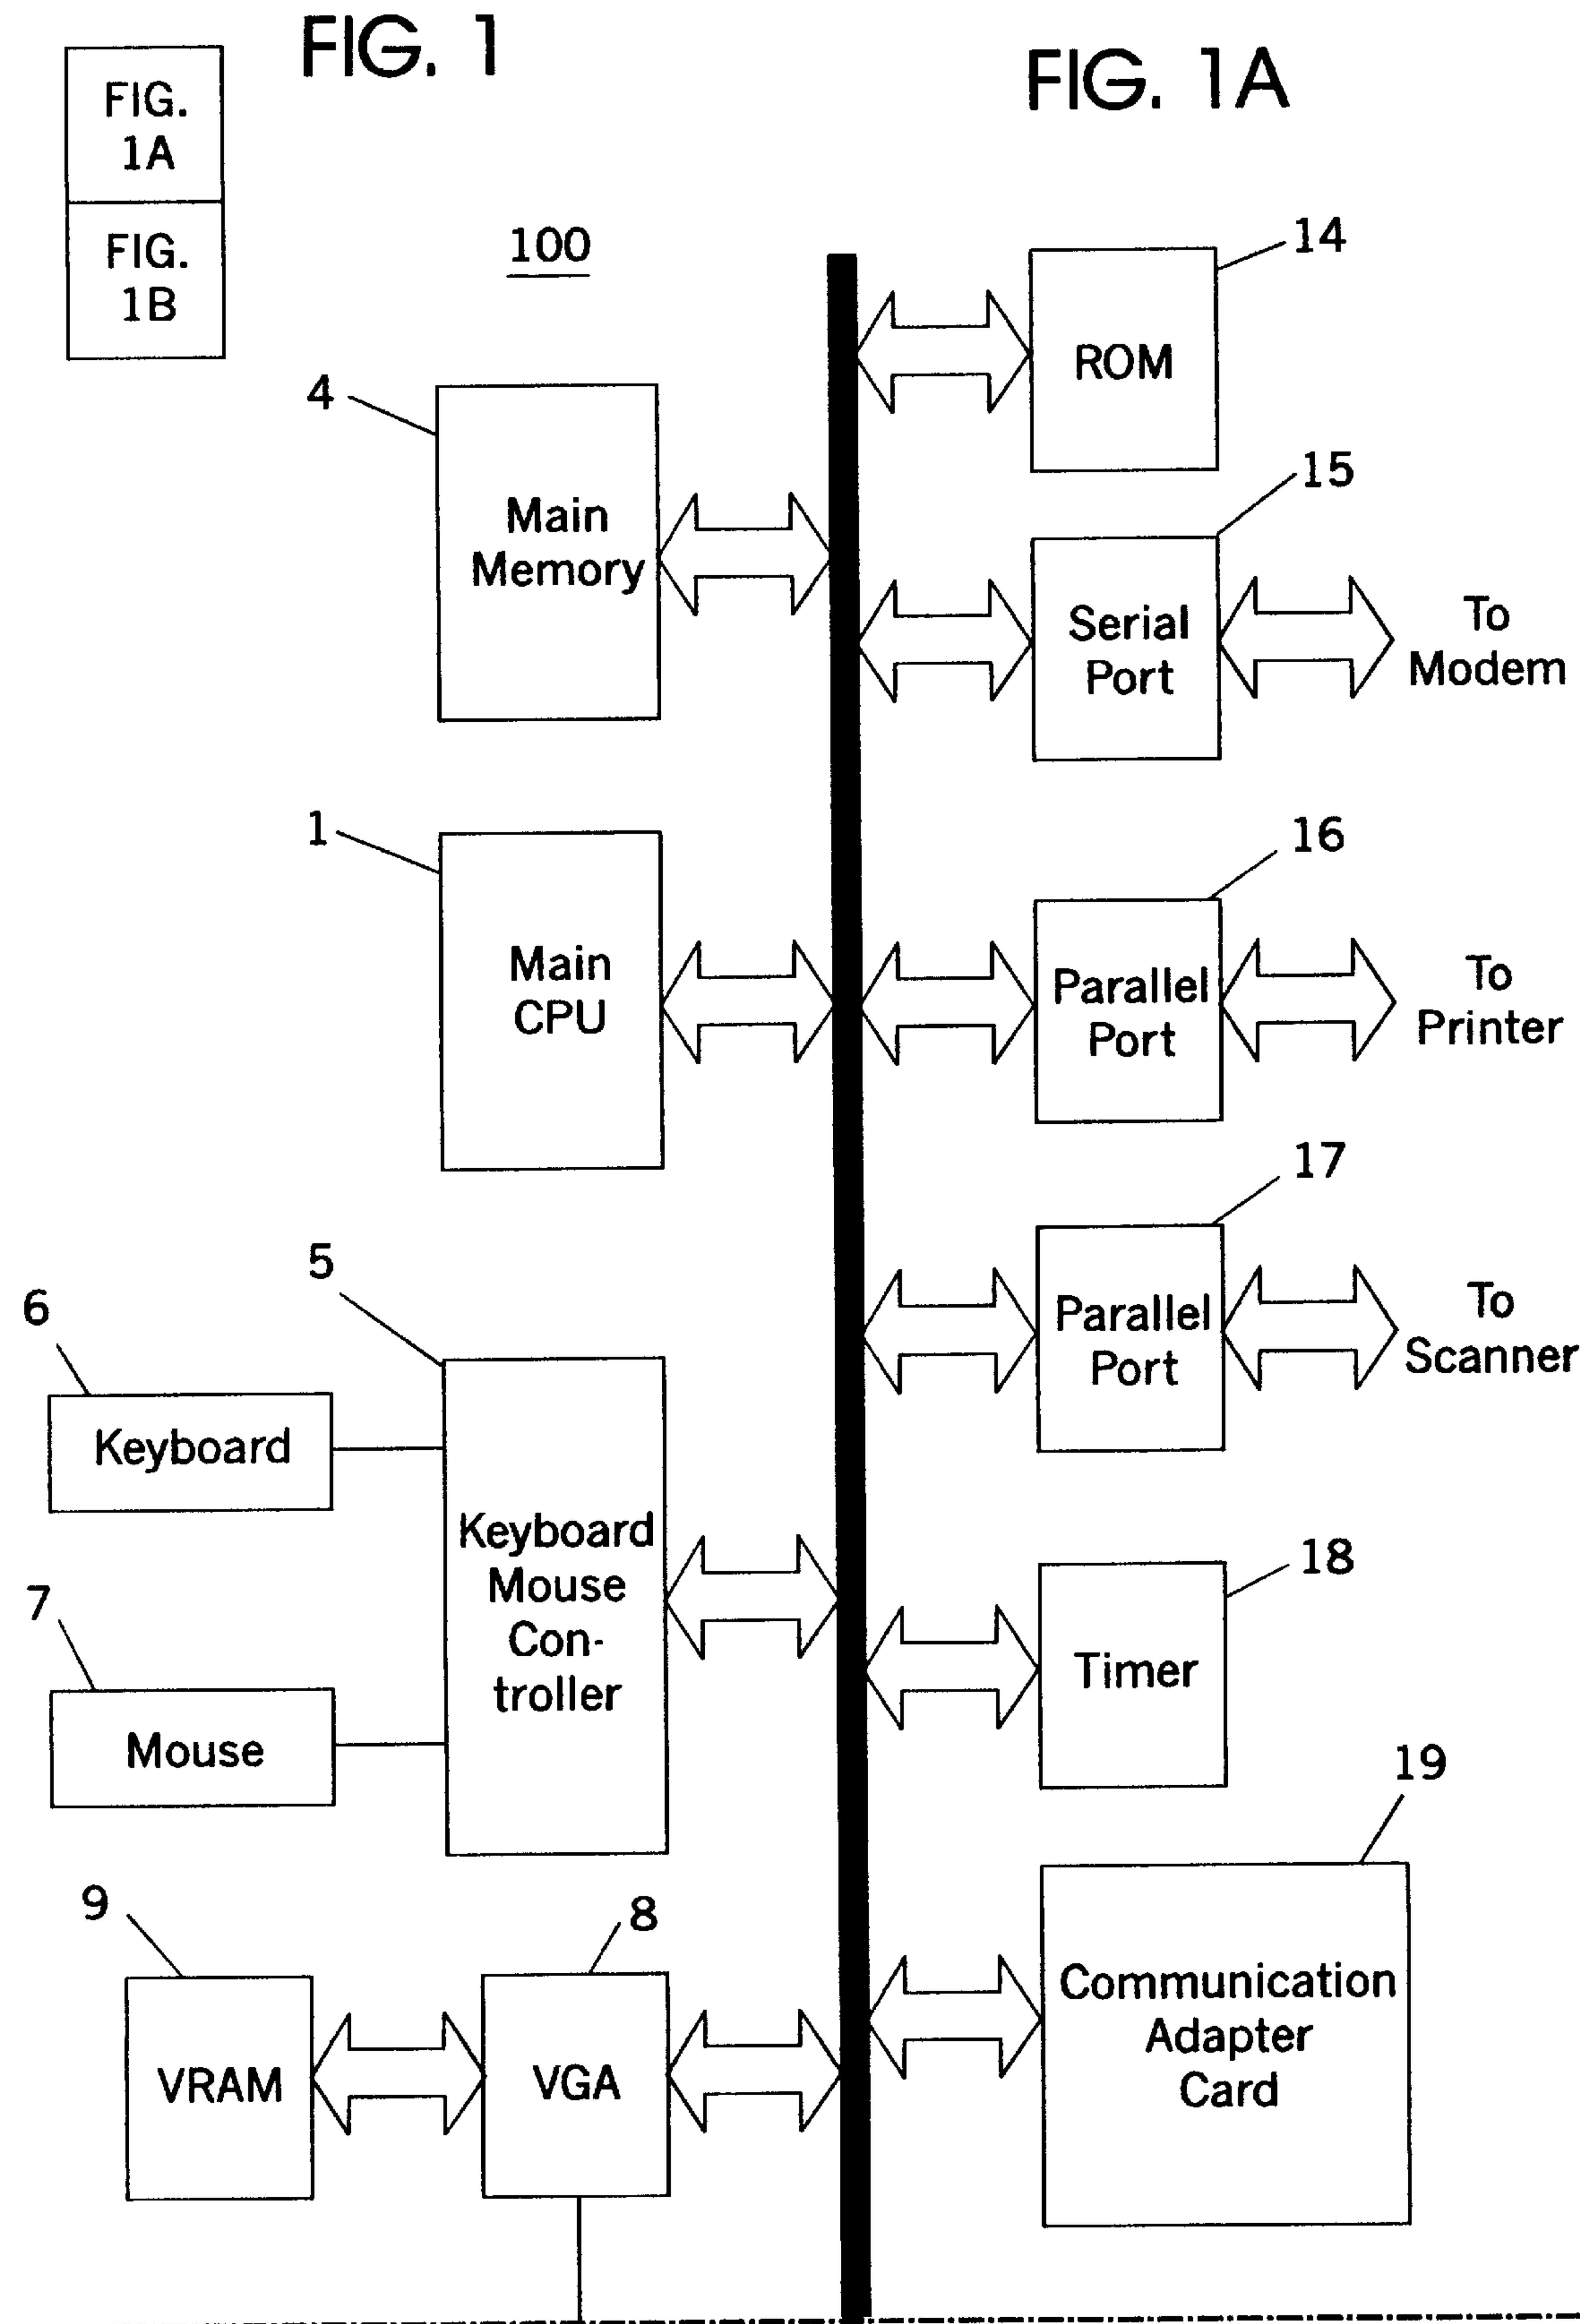 FIG. 1
FIG. 1A
FIG.
1A
FIG.
1B
100
14
ROM
4
Main
Memory
15
Serial
Port
To
Modem
1
Main
CPU
16
Parallel
Port
To
Printer
17
Parallel
Port
To
Scanner
5
6
Keyboard
Keyboard
Mouse
Con-
troller
7
Mouse
18
Timer
19
Communication
Adapter
Card
9
VRAM
8
VGA